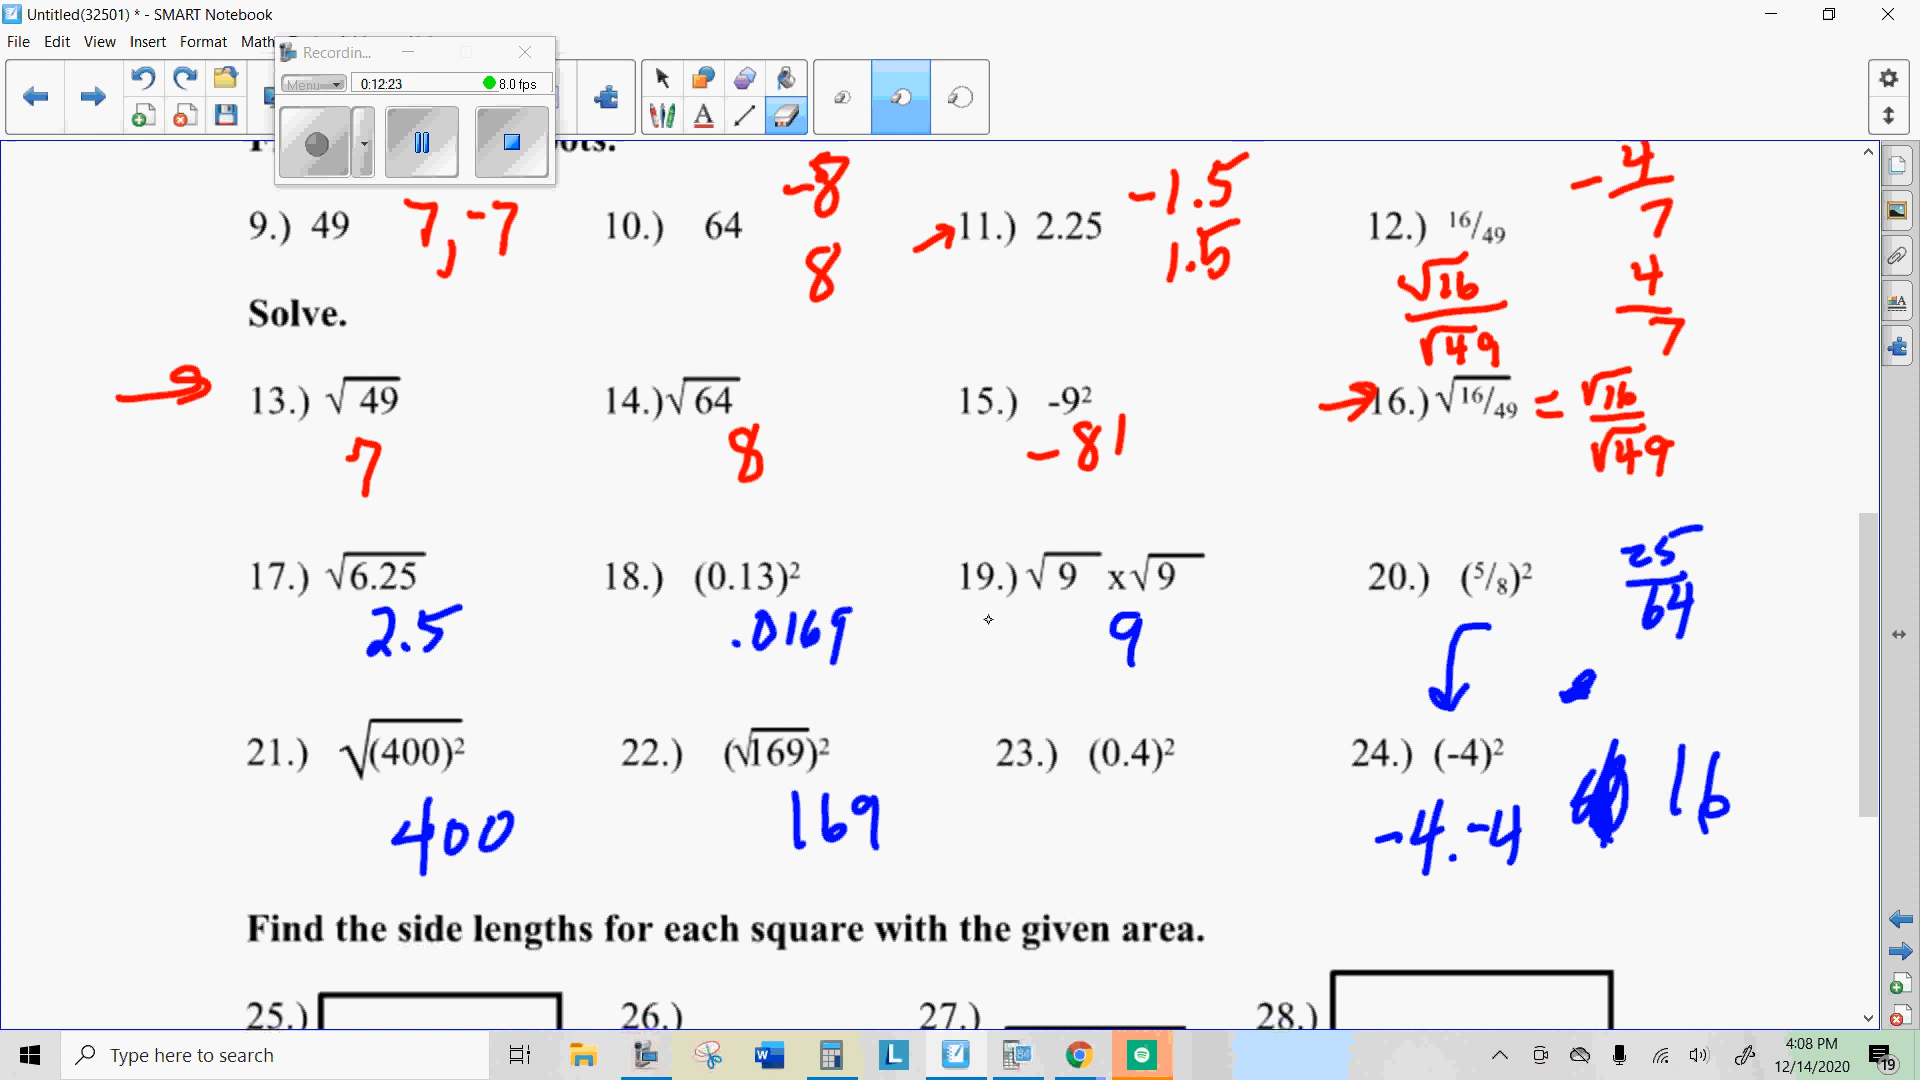 Untitled(32501) * - SMART Notebook
File Edit View Insert Format Math
Recordin...
Menu 0:12:23 8.0 fps
ots.
-8 -1.5 -4/7
9.) 49 7, -7 10.) 64 8 11.) 2.25 1.5 12.) 16/49
√16/√49 4/7
Solve.
13.) √49 14.) √64 15.) -9² 16.) √16/49 = √16/√49
7 8 -81
17.) √6.25 18.) (0.13)² 19.) √9 x √9 20.) (5/8)² 25/64
2.5 .0169 9
21.) √(400)² 22.) (√169)² 23.) (0.4)² 24.) (-4)² 16
400 169 -4.-4
Find the side lengths for each square with the given area.
25.) 26.) 27.) 28.)
Type here to search
4:08 PM
12/14/2020
19